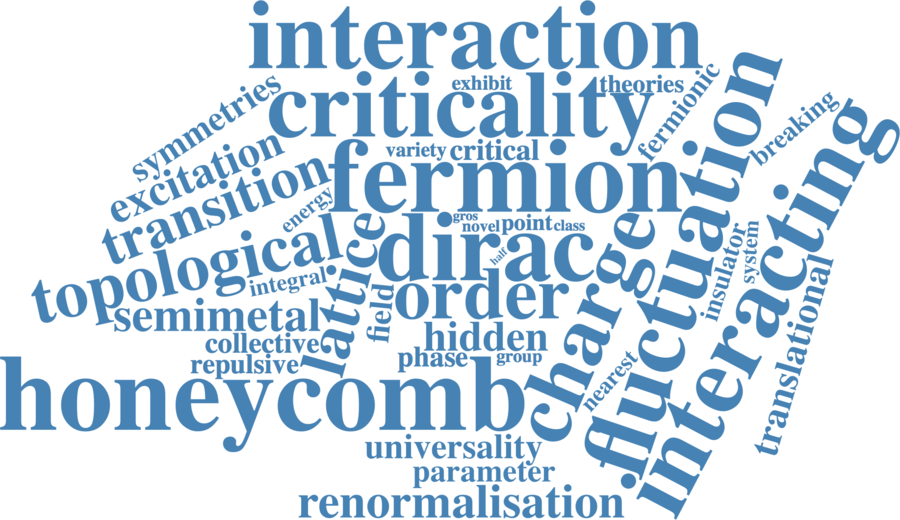 interaction
exhibit
theories
criticality
symmetries
fermionic
breaking
excitation
variety
critical
fermion
transition
fluctuation
energy
gros
novel
point
class
dirac
half
topological
integral
lattice
order
charge
insulator
system
interacting
semimetal
field
hidden
collective
phase
group
repulsive
nearest
translational
honeycomb
universality
parameter
renormalisation